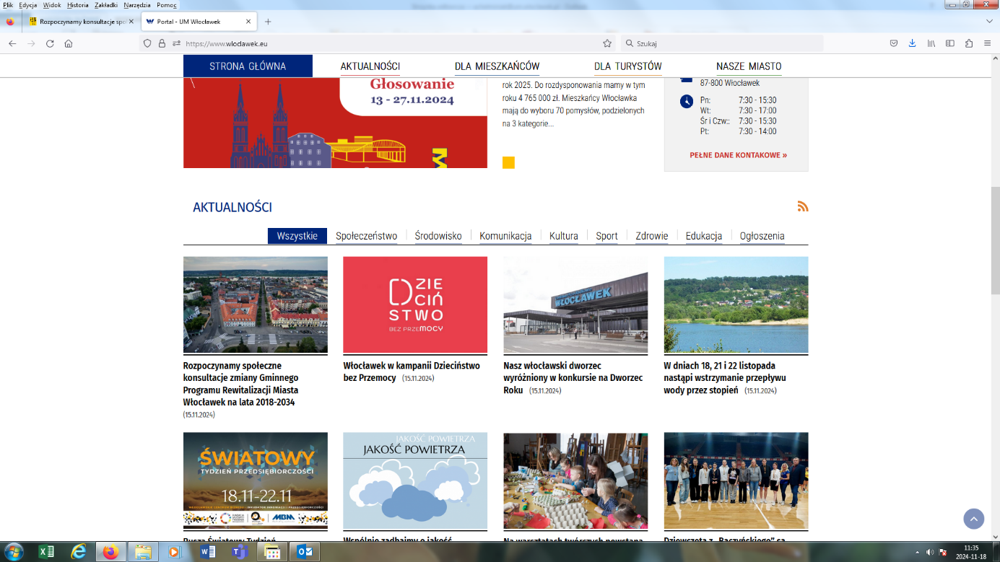 Plik Edycja Widok Historia Zakładki Narzędzia Pomoc
Rozpoczynamy konsultacje spo
Portal - UM Włocławek
https://www.wloclawek.eu
Szukaj
STRONA GŁÓWNA
AKTUALNOŚCI
DLA MIESZKAŃCÓW
DLA TURYSTÓW
NASZE MIASTO
Głosowanie
13 - 27.11.2024
rok 2025. Do rozdysponowania mamy w tym
roku 4 765 000 zł. Mieszkańcy Włocławka
mają do wyboru 70 pomysłów, podzielonych
na 3 kategorie...
87-800 Włocławek
Pn: 7:30 - 15:30
Wt: 7:30 - 17:00
Śr i Czw:: 7:30 - 15:30
Pt: 7:30 - 14:00
PEŁNE DANE KONTAKOWE »
AKTUALNOŚCI
Wszystkie Społeczeństwo Środowisko Komunikacja Kultura Sport Zdrowie Edukacja Ogłoszenia
DZIE
CIŃ
STWO
BEZ PRZEMOCY
WŁOCŁAWEK
Rozpoczynamy społeczne
konsultacje zmiany Gminnego
Programu Rewitalizacji Miasta
Włocławek na lata 2018-2034
(15.11.2024)
Włocławek w kampanii Dzieciństwo
bez Przemocy (15.11.2024)
Nasz włocławski dworzec
wyróżniony w konkursie na Dworzec
Roku (15.11.2024)
W dniach 18, 21 i 22 listopada
nastąpi wstrzymanie przepływu
wody przez stopień (15.11.2024)
ŚWIATOWY
TYDZIEŃ PRZEDSIĘBIORCZOŚCI
18.11-22.11
MBM
JAKOŚĆ POWIETRZA
JAKOŚĆ POWIETRZA
Rusza Światowy Tydzień
Wspólnie zadbajmy o jakość
Na warsztatach twórczych powstaną
Dziewczęta z „Baczyńskiego” są
11:35
2024-11-18